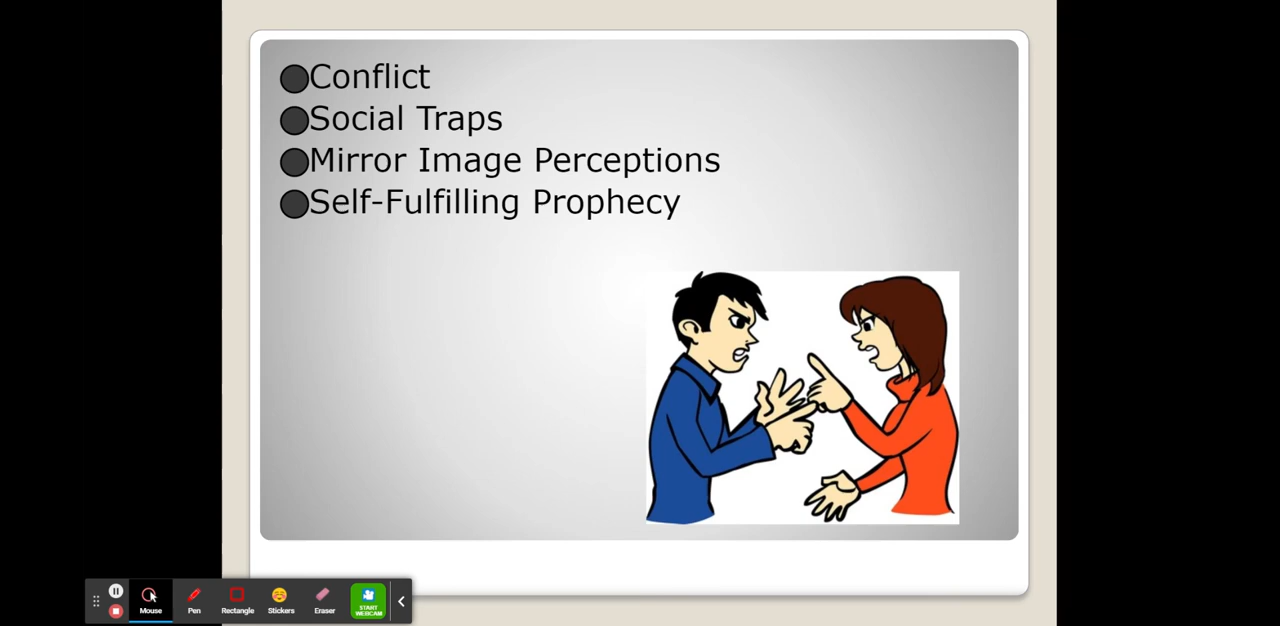 Conflict
Social Traps
Mirror Image Perceptions
Self-Fulfilling Prophecy
Mouse
Pen
Rectangle
Stickers
Eraser
START
WEBCAM